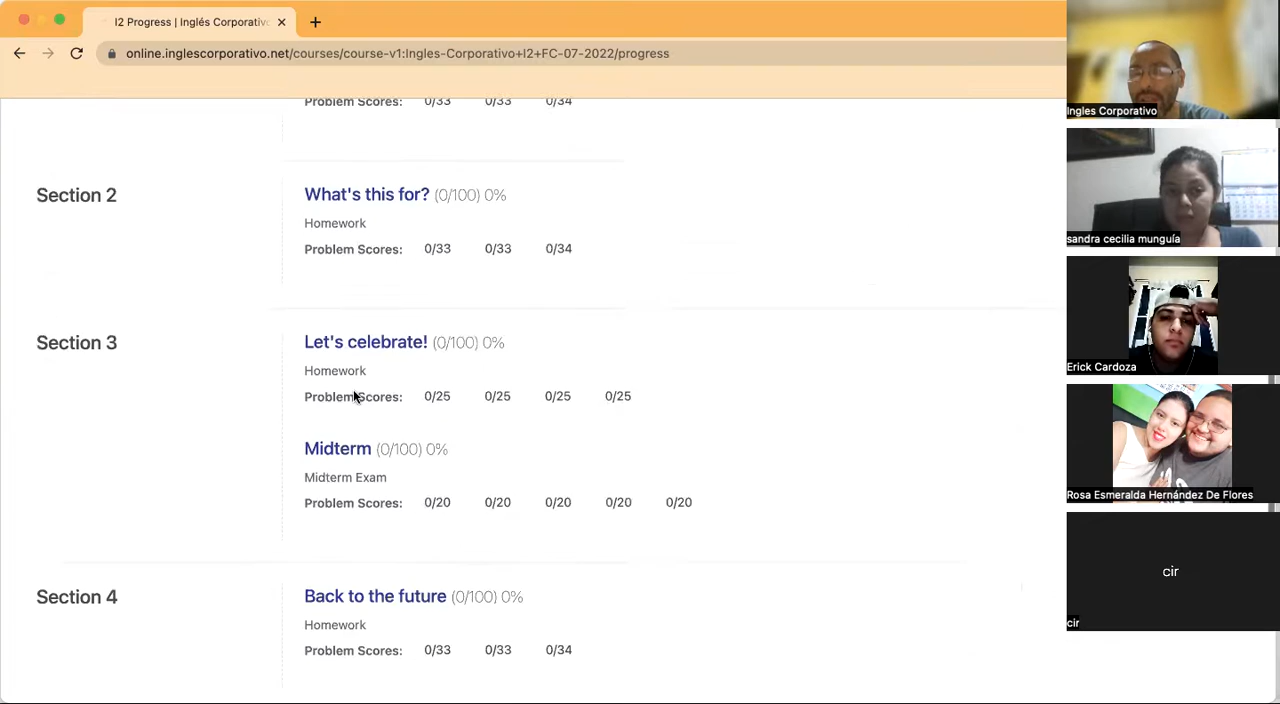 I2 Progress | Inglés Corporativ
online.inglescorporativo.net/courses/course-v1:Ingles-Corporativo+I2+FC-07-2022/progress
Problem Scores: 0/33 0/33 0/34
Section 2
What's this for? (0/100) 0%
Homework
Problem Scores: 0/33 0/33 0/34
Section 3
Let's celebrate! (0/100) 0%
Homework
Problem Scores: 0/25 0/25 0/25 0/25
Midterm (0/100) 0%
Midterm Exam
Problem Scores: 0/20 0/20 0/20 0/20 0/20
Section 4
Back to the future (0/100) 0%
Homework
Problem Scores: 0/33 0/33 0/34
Ingles Corporativo
sandra cecilia munguía
Erick Cardoza
Rosa Esmeralda Hernández De Flores
cir
cir